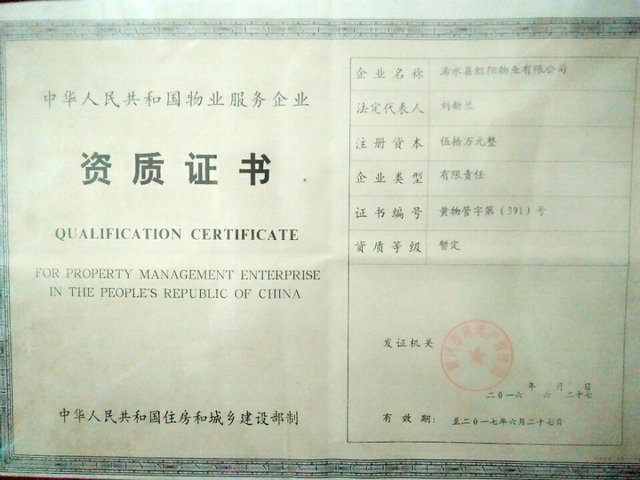 中华人民共和国物业服务企业
资质证书
QUALIFICATION CERTIFICATE
FOR PROPERTY MANAGEMENT ENTERPRISE
IN THE PEOPLE'S REPUBLIC OF CHINA
中华人民共和国住房和城乡建设部制
企业名称 浠水县红阳物业有限公司
法定代表人 刘新兰
注册资本 伍拾万元整
企业类型 有限责任
证书编号 黄物管字第（391）号
资质等级 暂定
发证机关
年 月 日
二0一六 六 二十七
有效期： 至二0一七年六月二十七日